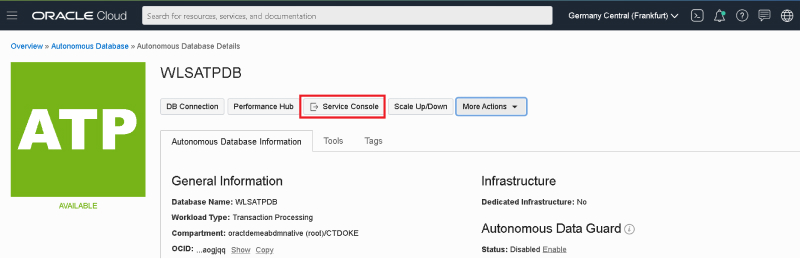 ORACLE Cloud
Search for resources, services, and documentation
Germany Central (Frankfurt)
Overview » Autonomous Database » Autonomous Database Details
ATP
AVAILABLE
WLSATPDB
DB Connection
Performance Hub
Service Console
Scale Up/Down
More Actions
Autonomous Database Information
Tools
Tags
General Information
Database Name: WLSATPDB
Workload Type: Transaction Processing
Compartment: oractdemeabdmnative (root)/CTDOKE
OCID: ...aogjqq Show Copy
Infrastructure
Dedicated Infrastructure: No
Autonomous Data Guard
Status: Disabled Enable